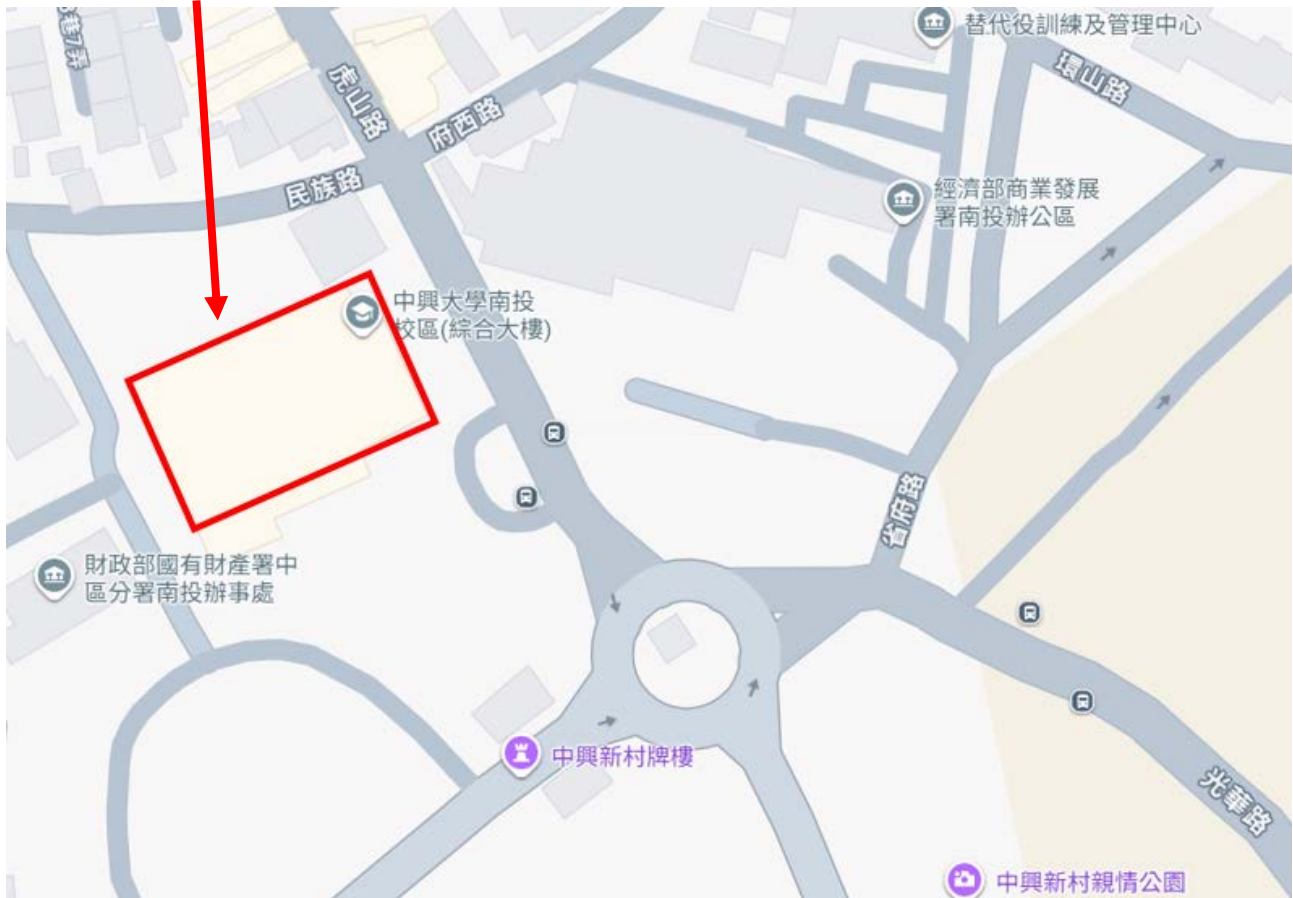 替代役訓練及管理中心
環山路
虎山路
府西路
民族路
經濟部商業發展
署南投辦公區
中興大學南投
校區(綜合大樓)
省府路
財政部國有財產署中
區分署南投辦事處
中興新村牌樓
光華路
中興新村親情公園